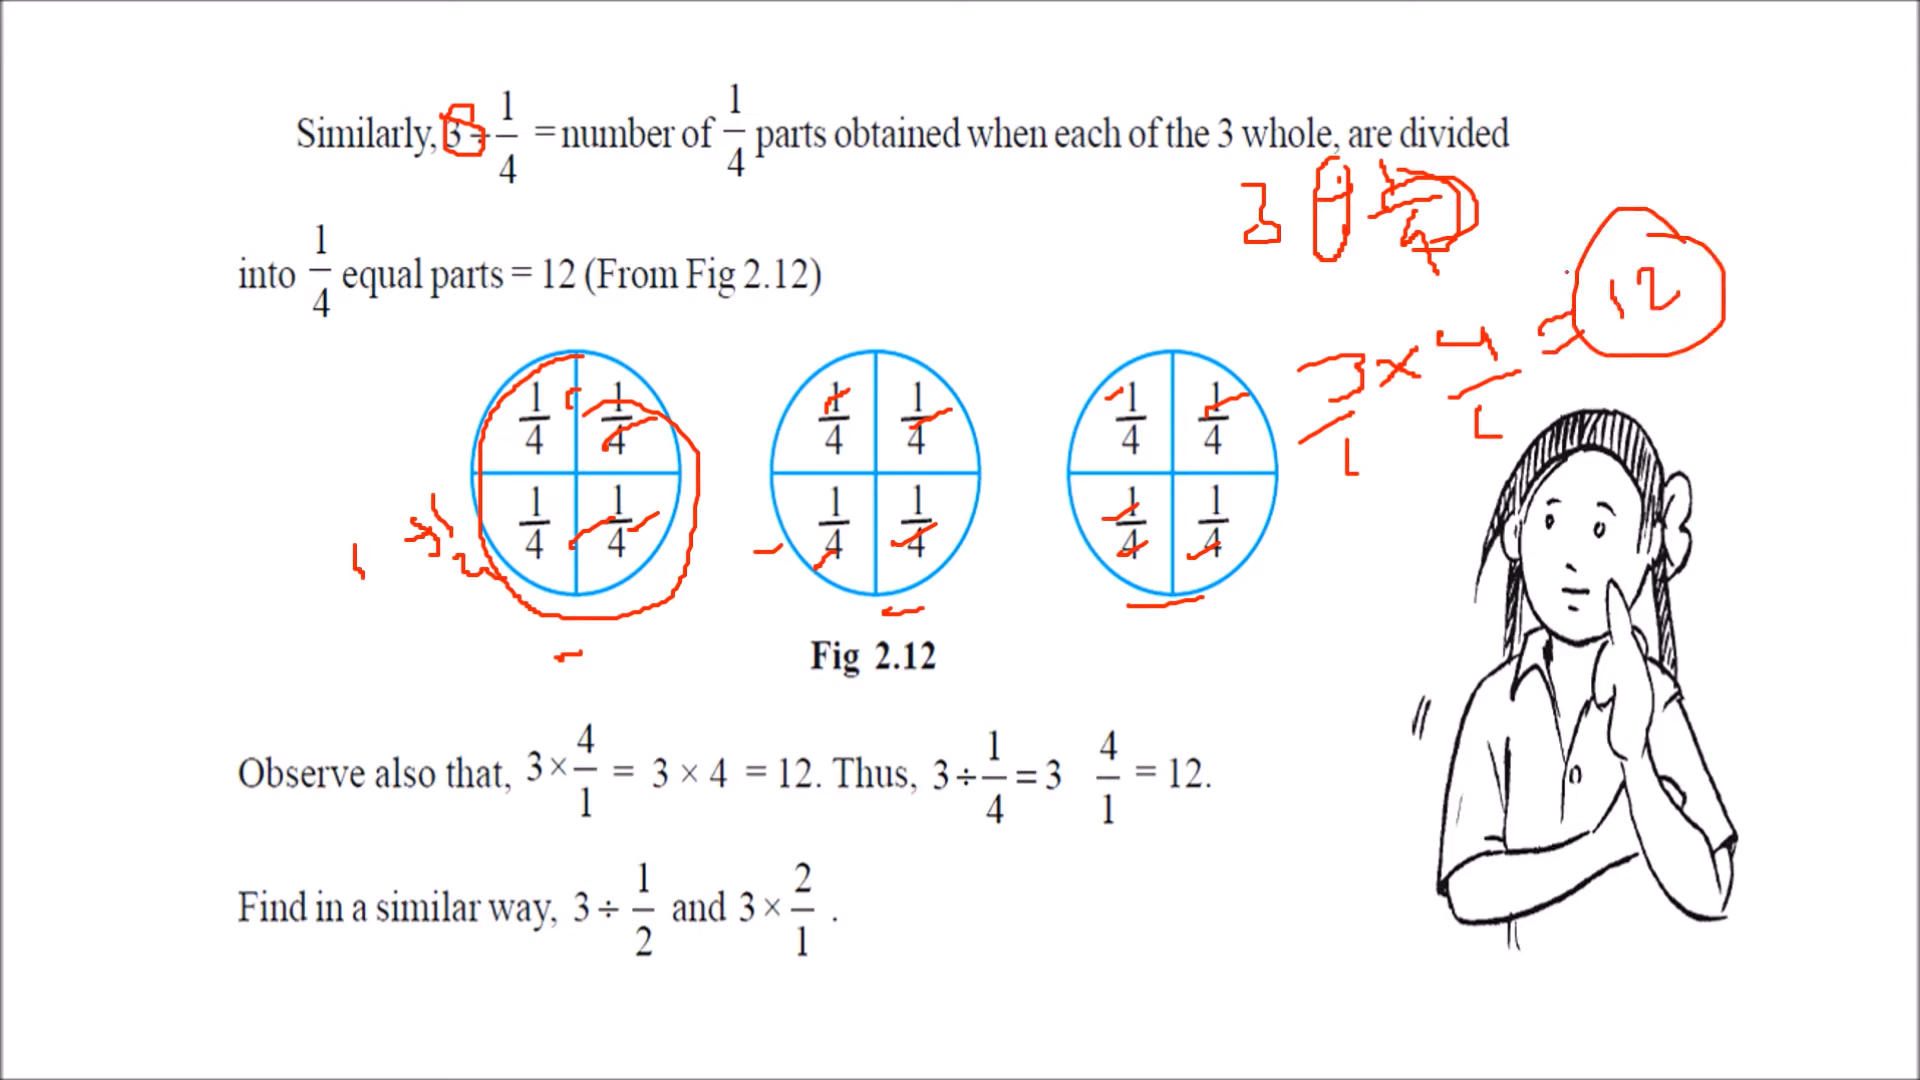 Similarly, 3 ÷ 1/4 = number of 1/4 parts obtained when each of the 3 whole, are divided
into 1/4 equal parts = 12 (From Fig 2.12)
3
12
3/1 × 4/1 =
1/4 1/4 1/4 1/4 1/4 1/4
1/4 1/4 1/4 1/4 1/4 1/4
Fig 2.12
Observe also that, 3 × 4/1 = 3 × 4 = 12. Thus, 3 ÷ 1/4 = 3 4/1 = 12.
Find in a similar way, 3 ÷ 1/2 and 3 × 2/1 .